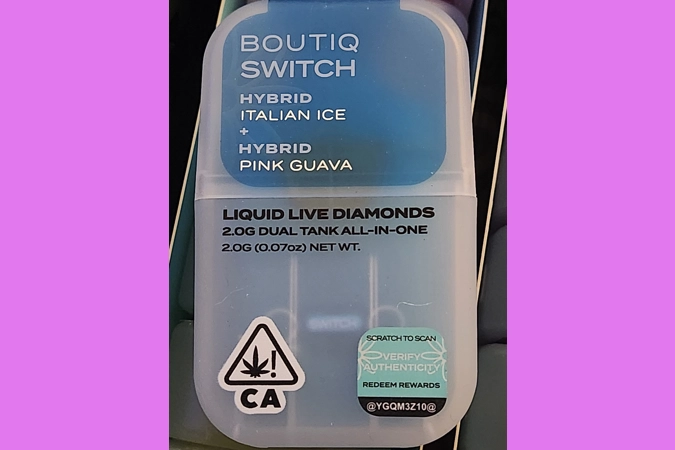 BOUTIQ
SWITCH
HYBRID
ITALIAN ICE
+
HYBRID
PINK GUAVA
LIQUID LIVE DIAMONDS
2.0G DUAL TANK ALL-IN-ONE
2.0G (0.07oz) NET WT.
SWITCH
!
CA
SCRATCH TO SCAN
VERIFY
AUTHENTICITY
REDEEM REWARDS
@YGQM3Z10@